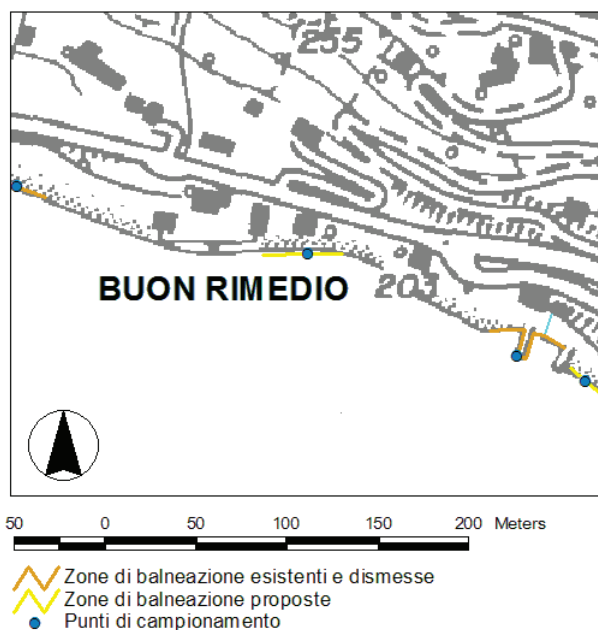 255
BUON RIMEDIO
203
50 0 50 100 150 200 Meters
Zone di balneazione esistenti e dismesse
Zone di balneazione proposte
Punti di campionamento